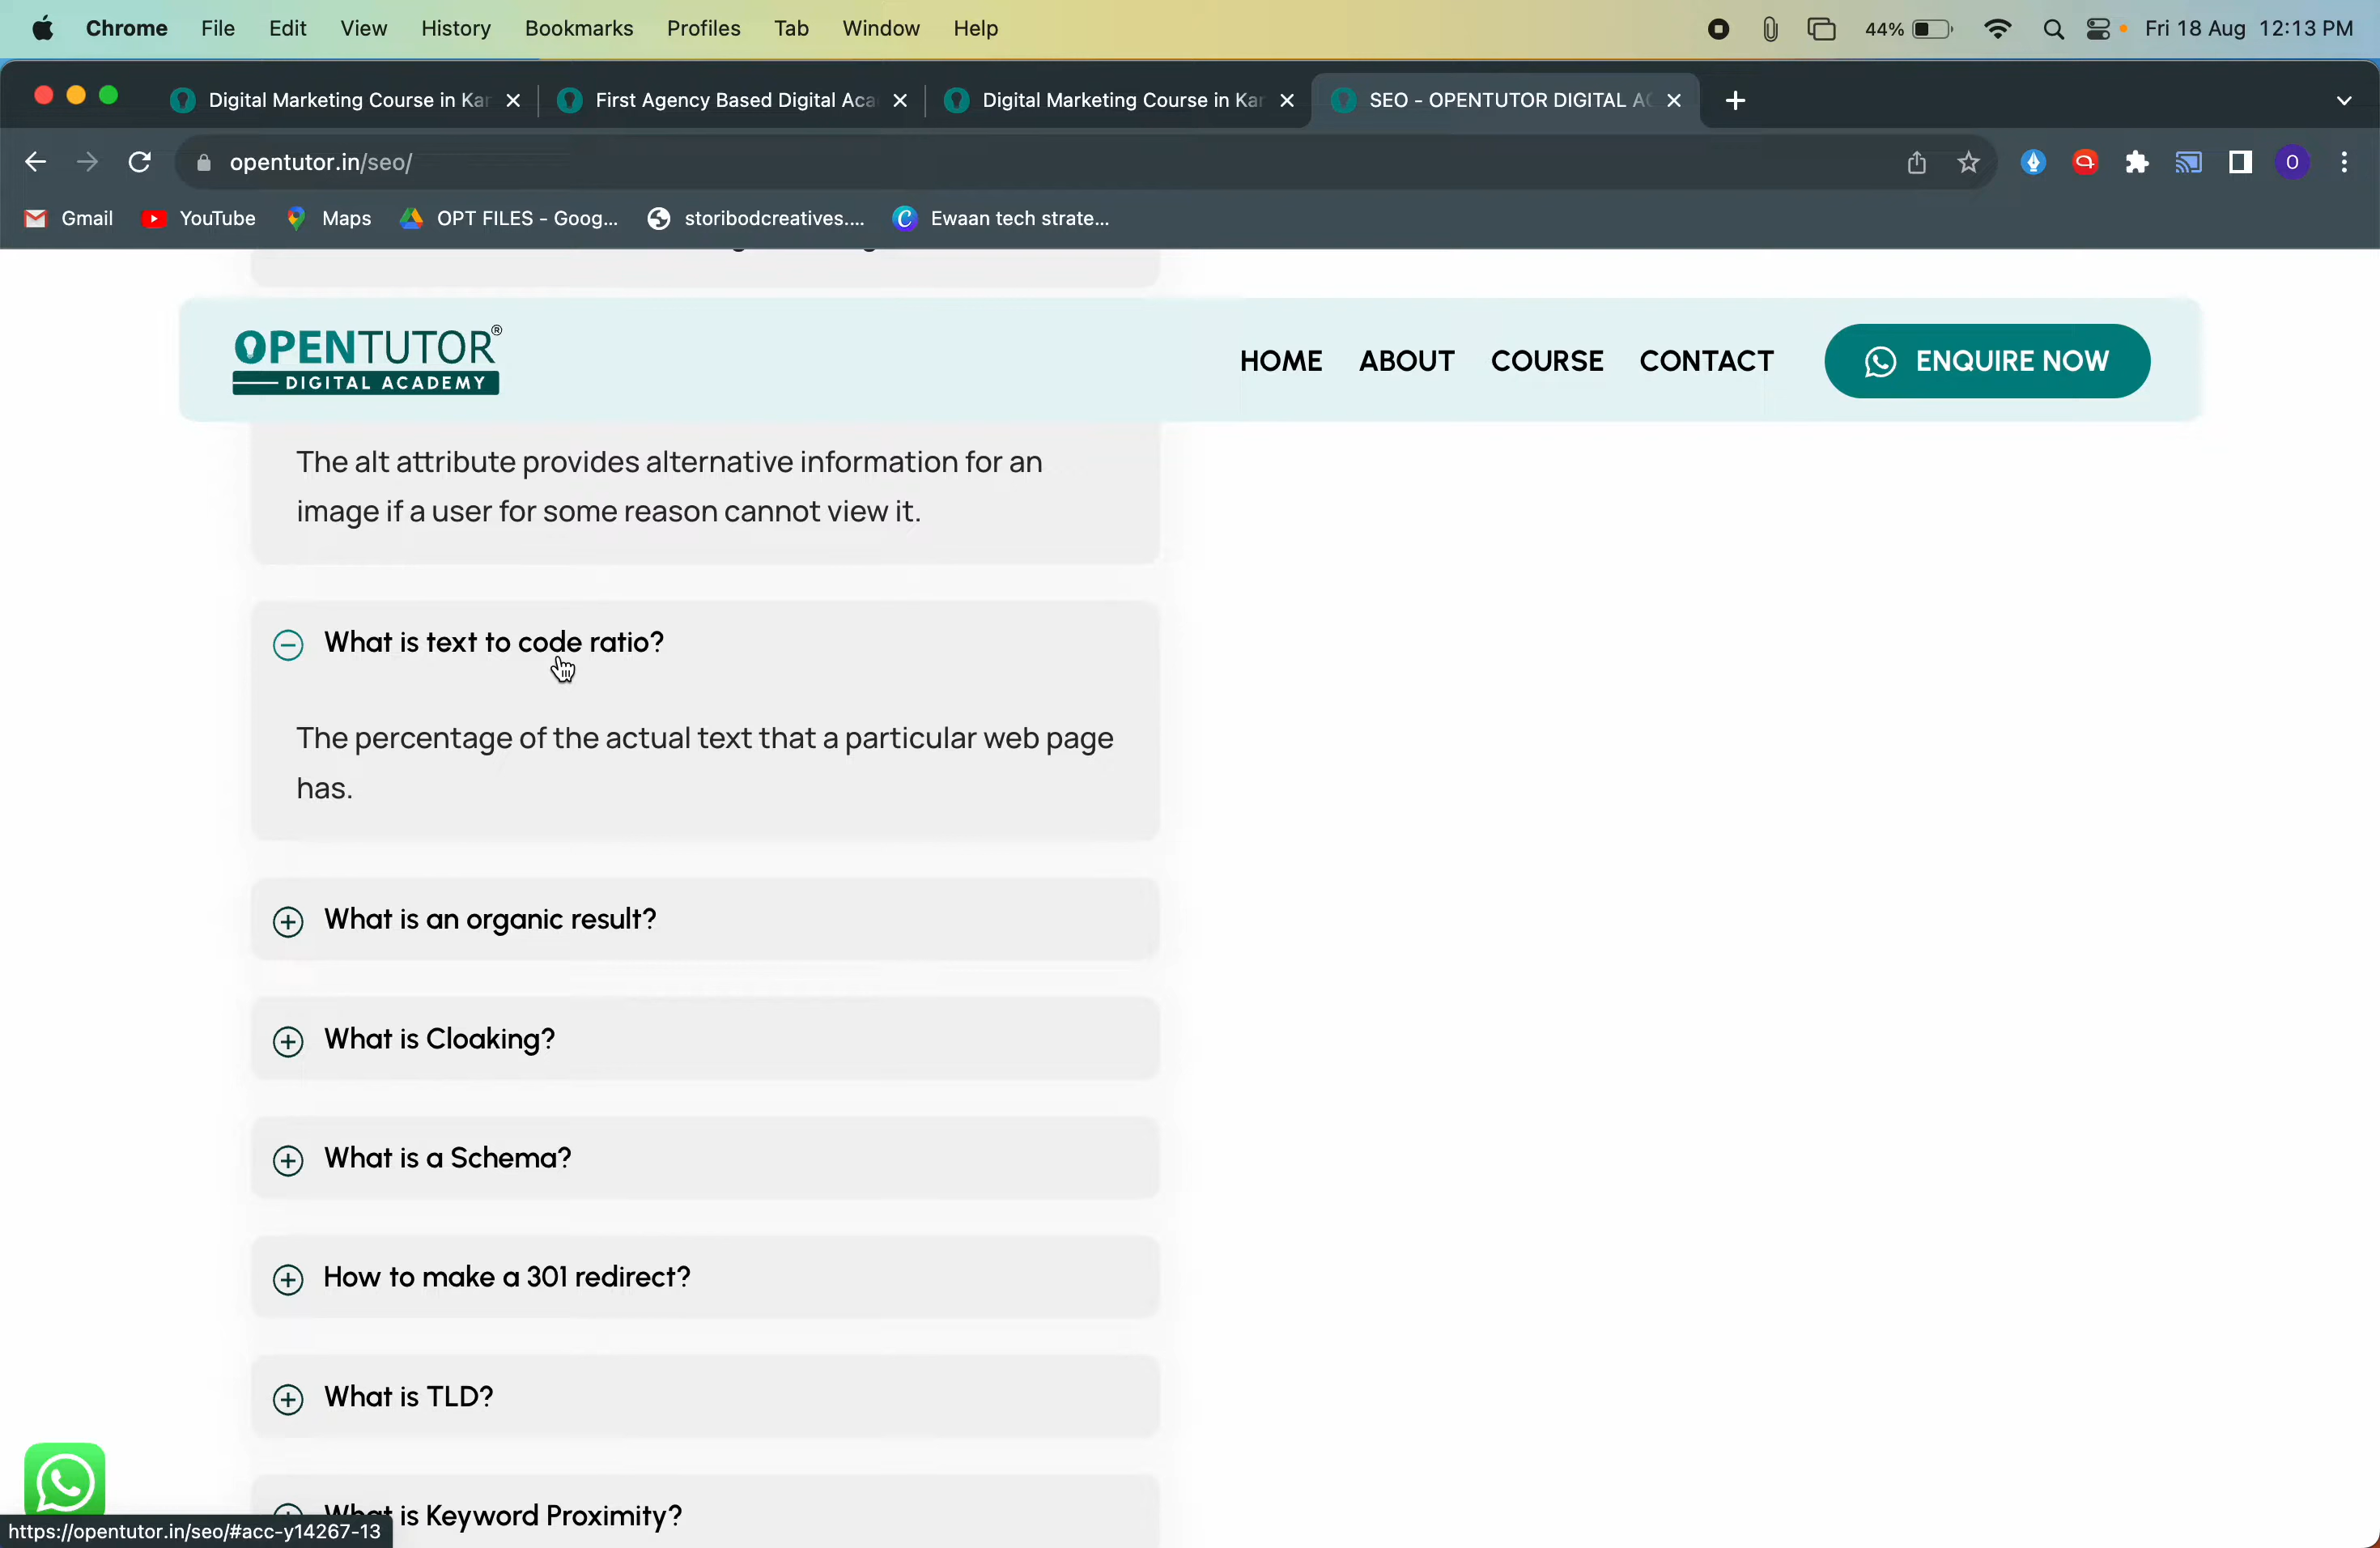 Chrome File Edit View History Bookmarks Profiles Tab Window Help 44% Fri 18 Aug 12:13 PM
Digital Marketing Course in Kar First Agency Based Digital Aca Digital Marketing Course in Kar SEO - OPENTUTOR DIGITAL AC
opentutor.in/seo/ O
Gmail YouTube Maps OPT FILES - Goog... storibodcreatives.... Ewaan tech strate...
OPENTUTOR®
DIGITAL ACADEMY
HOME ABOUT COURSE CONTACT ENQUIRE NOW
The alt attribute provides alternative information for an
image if a user for some reason cannot view it.
What is text to code ratio?
The percentage of the actual text that a particular web page
has.
What is an organic result?
What is Cloaking?
What is a Schema?
How to make a 301 redirect?
What is TLD?
What is Keyword Proximity?
https://opentutor.in/seo/#acc-y14267-13